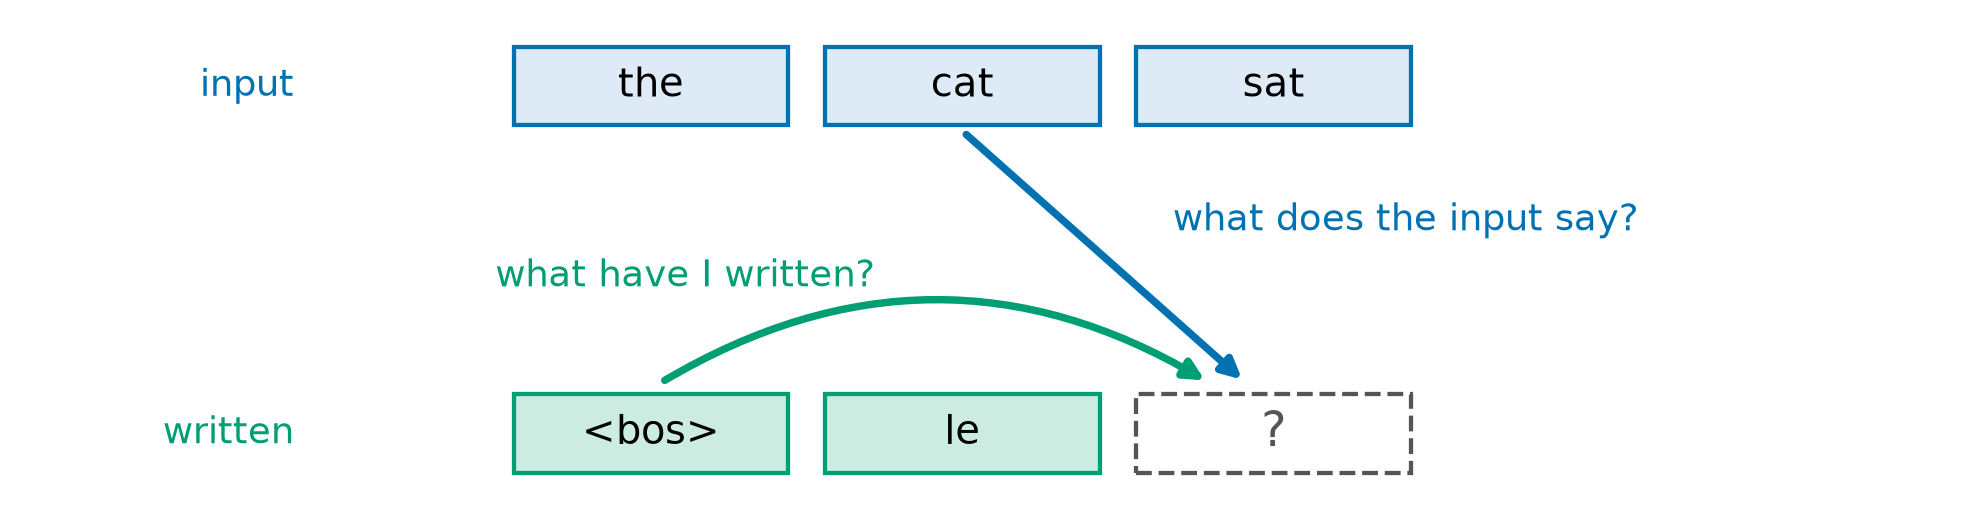 input the cat sat
what does the input say?
what have I written?
written <bos> le ?